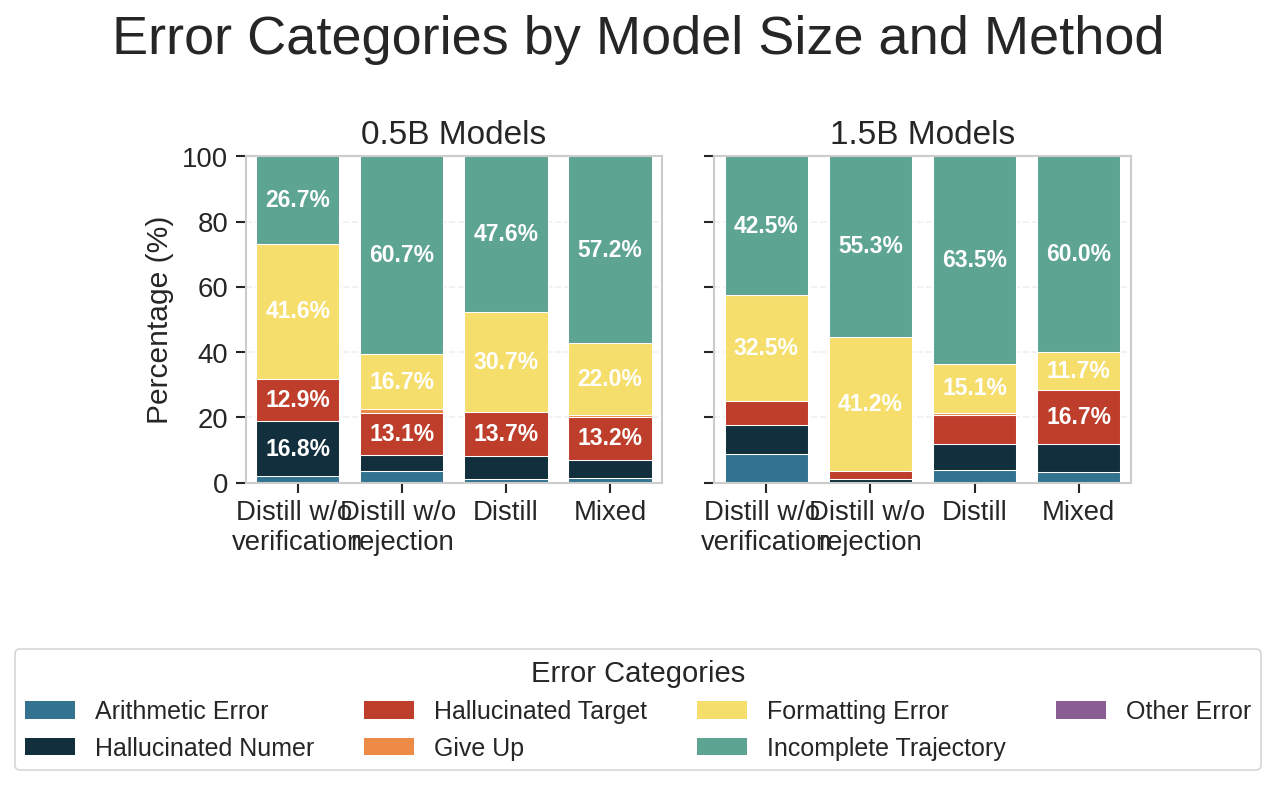 Error Categories by Model Size and Method
0.5B Models
1.5B Models
Percentage (%)
100
80
60
40
20
0
26.7%
41.6%
12.9%
16.8%
60.7%
16.7%
13.1%
47.6%
30.7%
13.7%
57.2%
22.0%
13.2%
42.5%
32.5%
55.3%
41.2%
63.5%
15.1%
60.0%
11.7%
16.7%
Distill w/o
verification
Distill w/o
rejection
Distill
Mixed
Distill w/o
verification
Distill w/o
rejection
Distill
Mixed
Error Categories
Arithmetic Error
Hallucinated Numer
Hallucinated Target
Give Up
Formatting Error
Incomplete Trajectory
Other Error